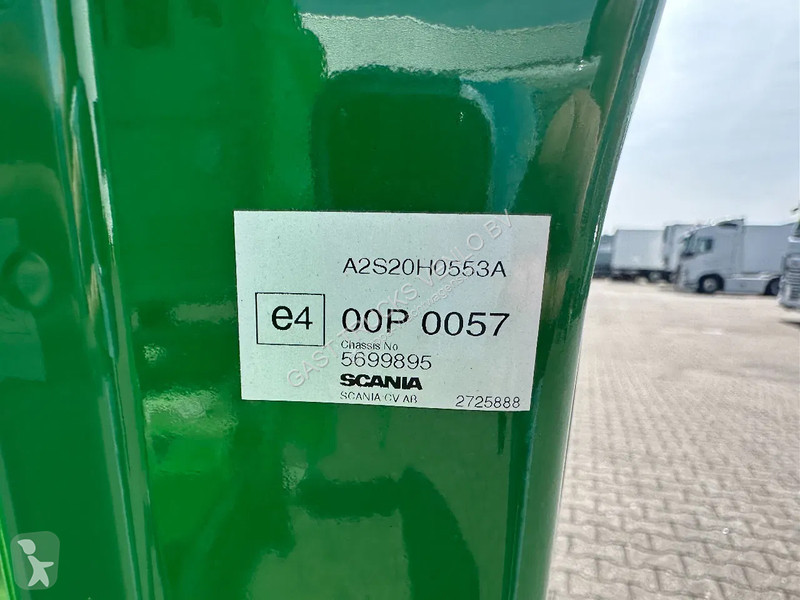 A2S20H0553A
e4 00P 0057
Chassis No
5699895
SCANIA
SCANIA CV AB 2725888